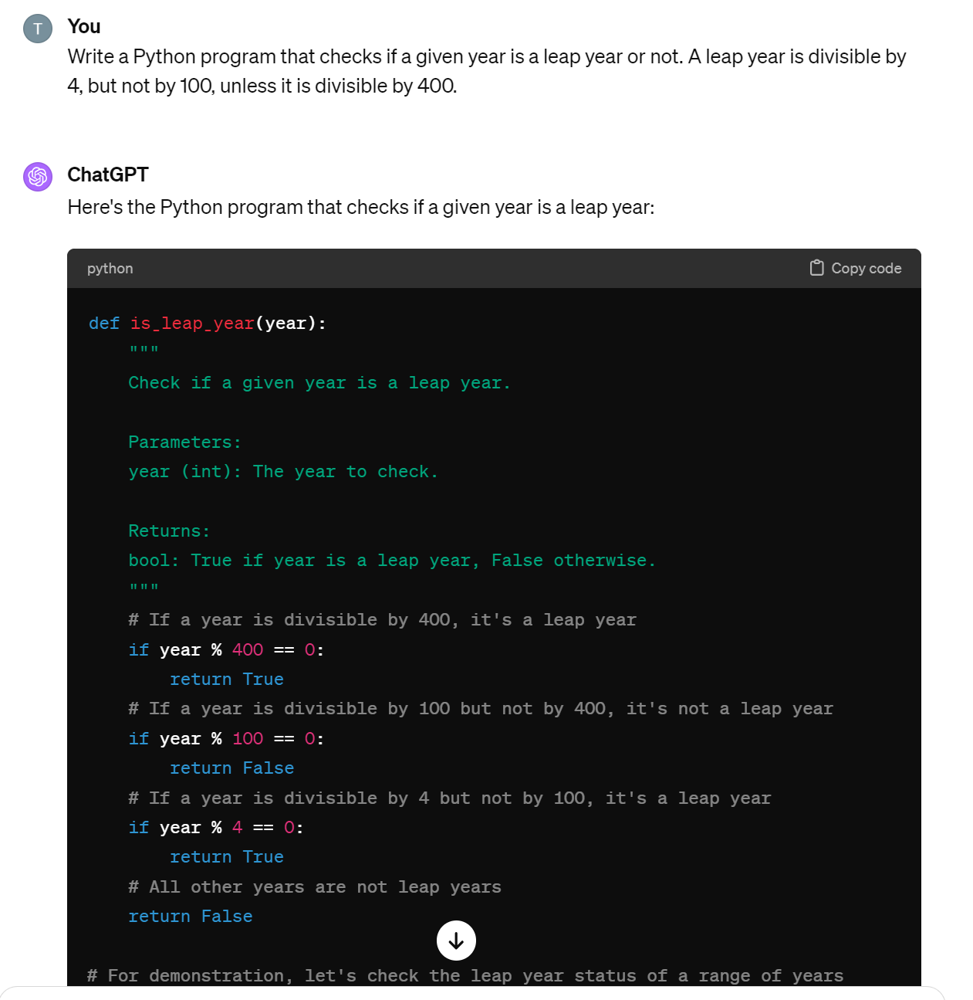 T
You
Write a Python program that checks if a given year is a leap year or not. A leap year is divisible by
4, but not by 100, unless it is divisible by 400.
ChatGPT
Here's the Python program that checks if a given year is a leap year:
python
Copy code
def is_leap_year(year):
    """
    Check if a given year is a leap year.

    Parameters:
    year (int): The year to check.

    Returns:
    bool: True if year is a leap year, False otherwise.
    """
    # If a year is divisible by 400, it's a leap year
    if year % 400 == 0:
        return True
    # If a year is divisible by 100 but not by 400, it's not a leap year
    if year % 100 == 0:
        return False
    # If a year is divisible by 4 but not by 100, it's a leap year
    if year % 4 == 0:
        return True
    # All other years are not leap years
    return False

# For demonstration, let's check the leap year status of a range of years